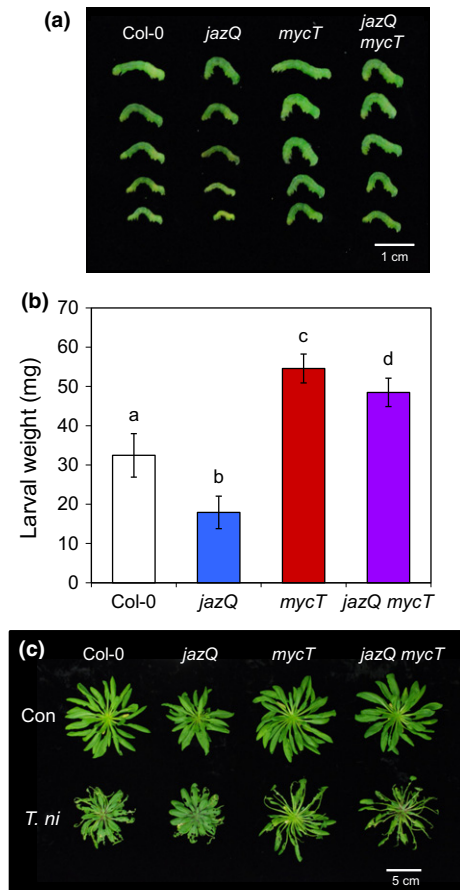 (a)
Col-0 jazQ mycT jazQ mycT
1 cm
(b)
70
60
50
40
30
20
10
0
Larval weight (mg)
a
b
c
d
Col-0 jazQ mycT jazQ mycT
(c)
Col-0 jazQ mycT jazQ mycT
Con
T. ni
5 cm